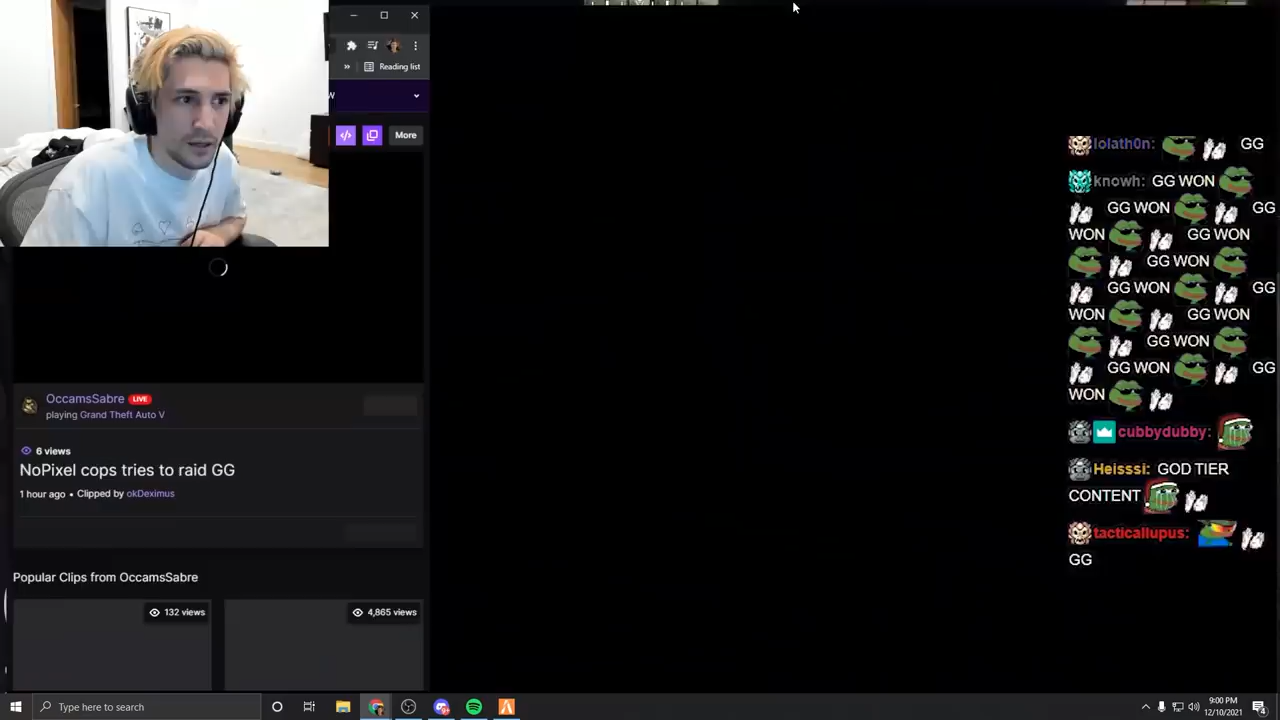 Reading list
More
OccamsSabre LIVE
playing Grand Theft Auto V
6 views
NoPixel cops tries to raid GG
1 hour ago • Clipped by okDeximus
Popular Clips from OccamsSabre
132 views
4,865 views
lolath0n: GG
knowh: GG WON
GG WON GG
WON GG WON
GG WON
GG WON GG
WON GG WON
GG WON
GG WON GG
WON
cubbydubby:
Heisssi: GOD TIER
CONTENT
tacticallupus:
GG
Type here to search
9:00 PM
12/10/2021